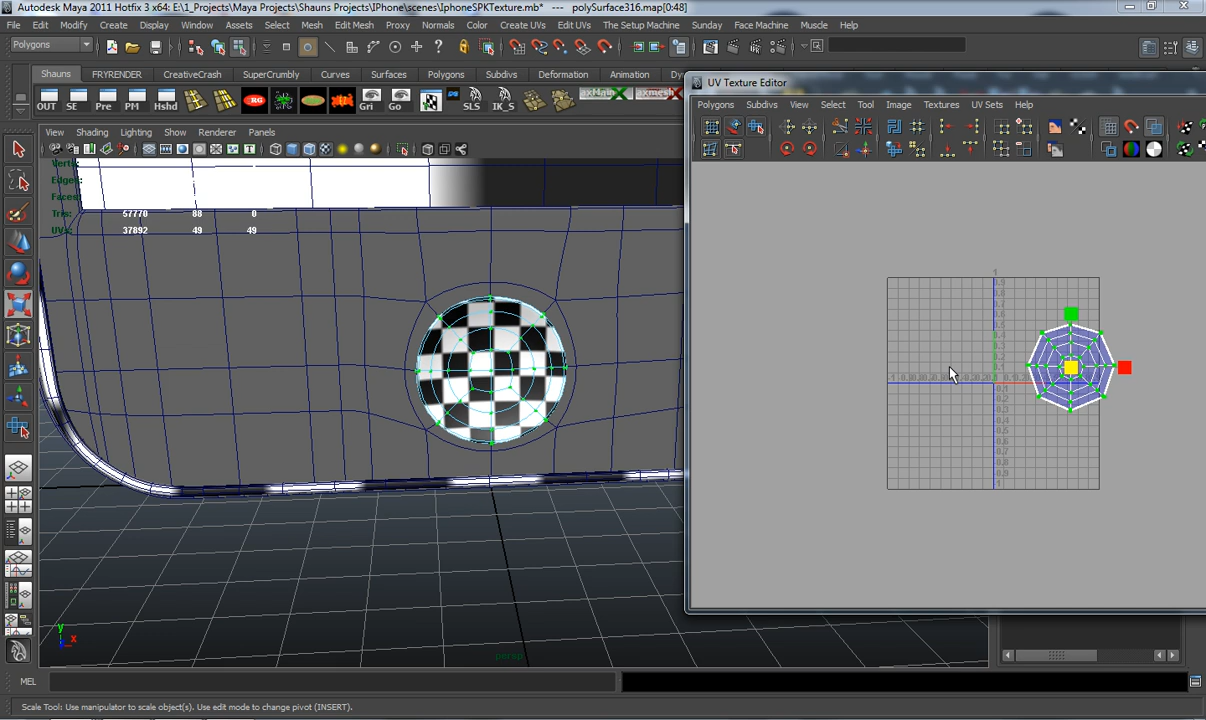 Autodesk Maya 2011 Hotfix 3 x64: E:\1_Projects\Maya Projects\Shauns Projects\IPhone\scenes\IphoneSPKTexture.mb* --- polySurface316.map[0:48]
File Edit Modify Create Display Window Assets Select Mesh Edit Mesh Proxy Normals Color Create UVs Edit UVs The Setup Machine Sunday Face Machine Muscle Help
Polygons
Shauns FRYRENDER CreativeCrash SuperCrumbly Curves Surfaces Polygons Subdivs Deformation Animation
OUT SE Pre PM Hshd RG Gri Go SLS IK_S
UV Texture Editor
Polygons Subdivs View Select Tool Image Textures UV Sets Help
View Shading Lighting Show Renderer Panels
Tris: 57770 88 0
UVs: 37892 49 49
persp
y
x
MEL
Scale Tool: Use manipulator to scale object(s). Use edit mode to change pivot (INSERT).